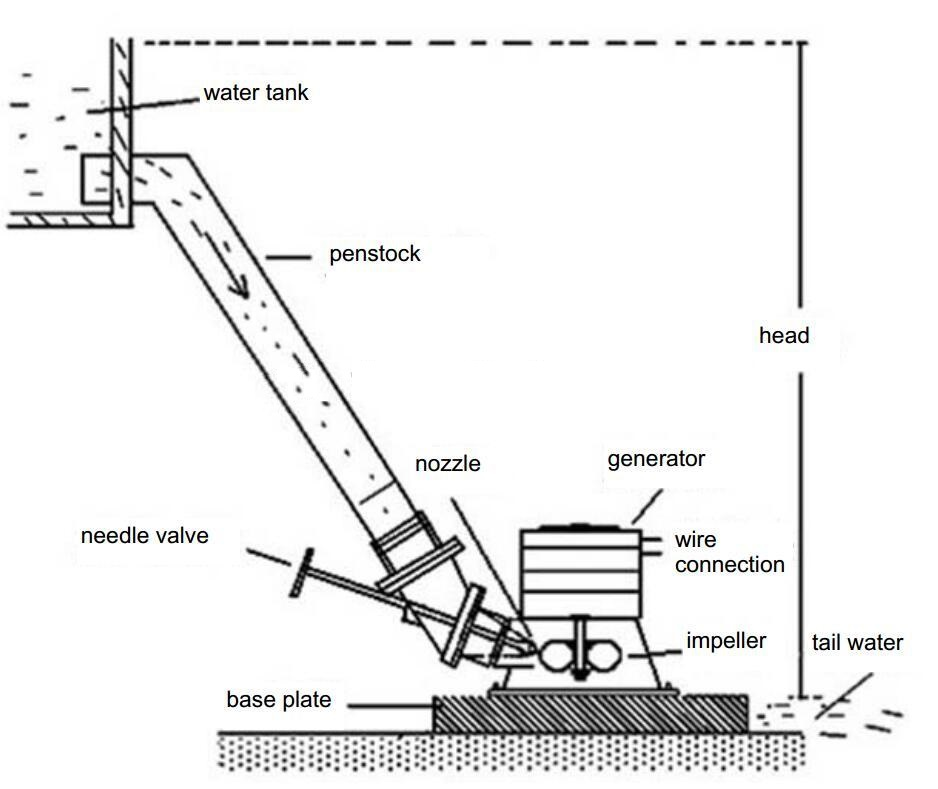 water tank
penstock
head
nozzle
generator
needle valve
wire
connection
impeller
tail water
base plate